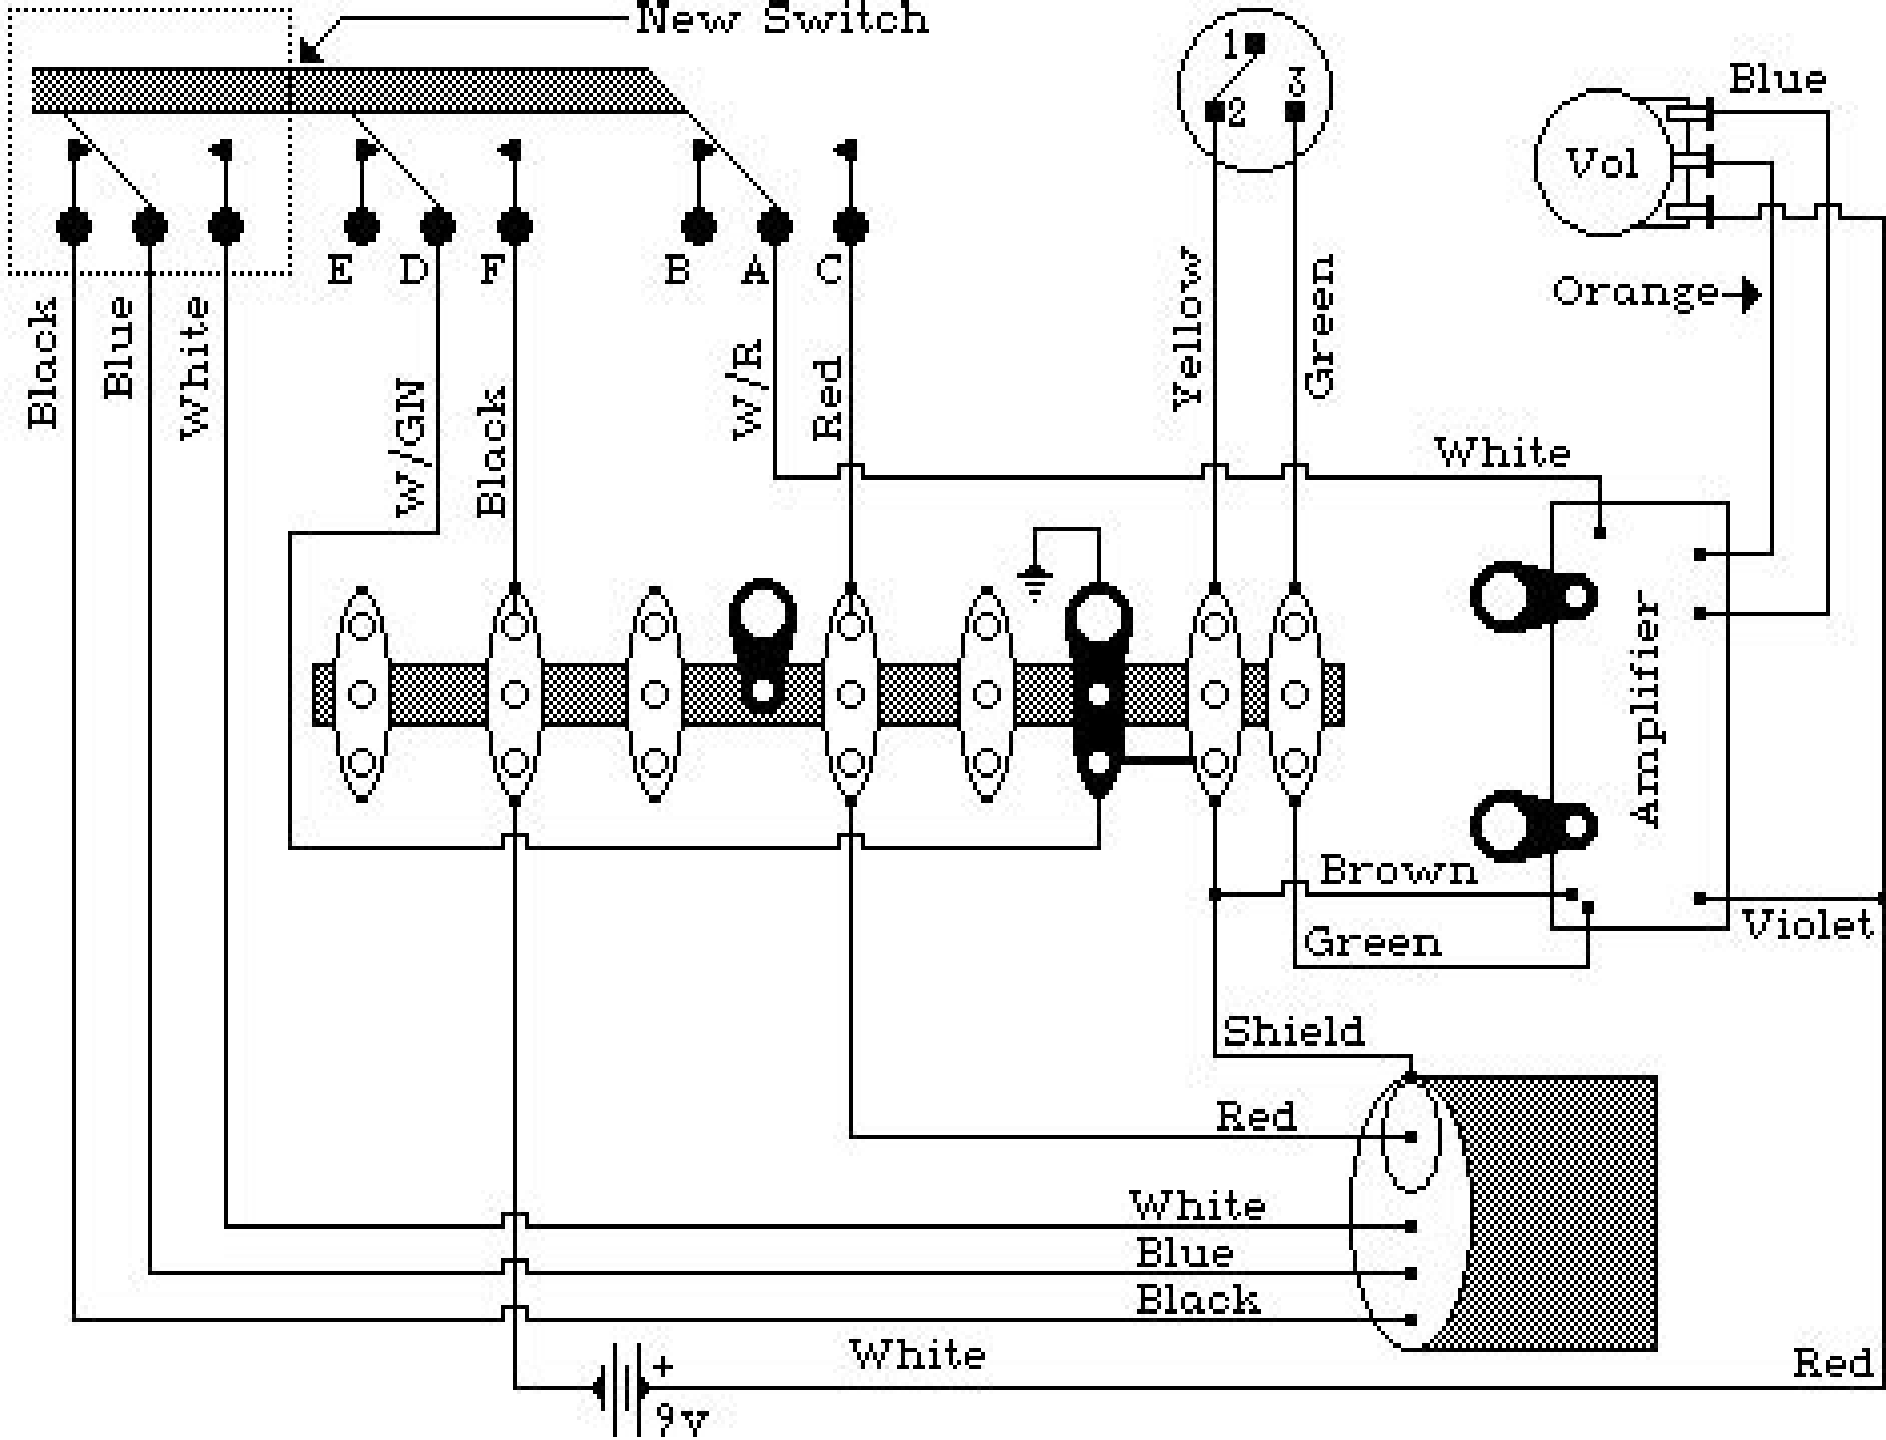 New Switch
1
2
3
Blue
Vol
E
D
F
B
A
C
Orange
Black
Blue
White
W/GN
Black
W/R
Red
Yellow
Green
White
Amplifier
Brown
Violet
Green
Shield
Red
White
Blue
Black
White
Red
+
9v